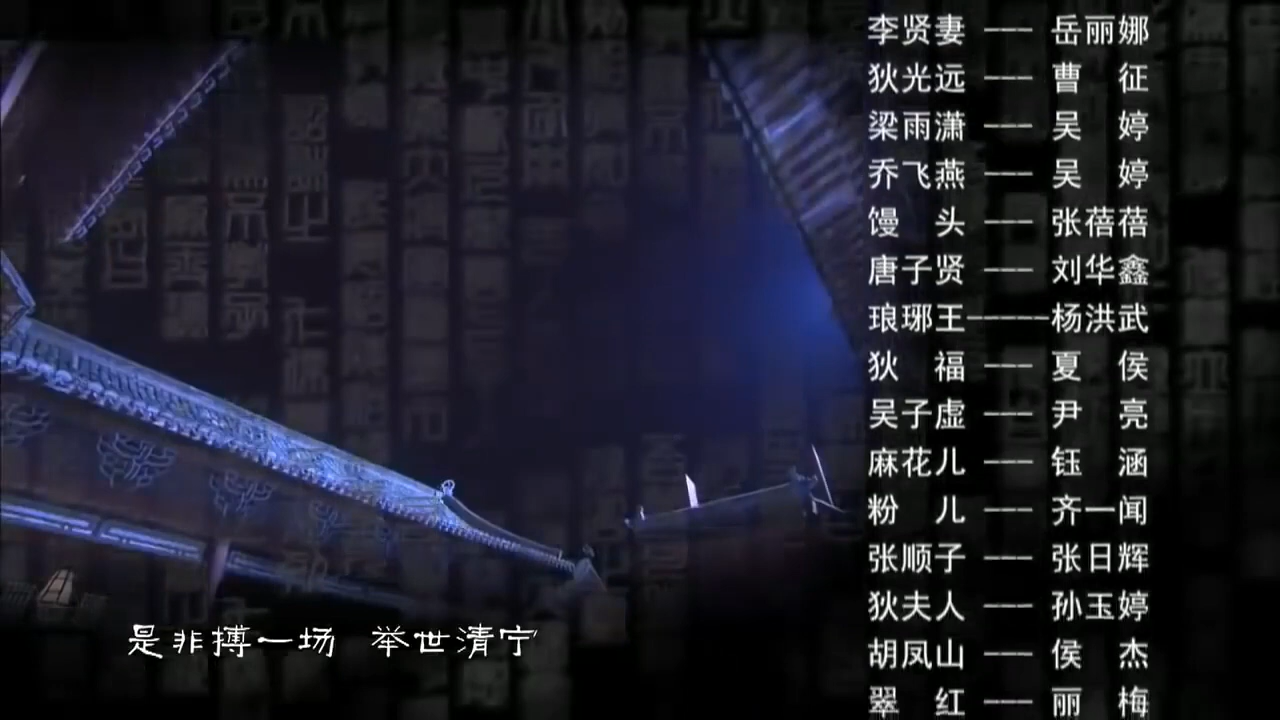 李贤妻 --- 岳丽娜
狄光远 --- 曹 征
梁雨潇 --- 吴 婷
乔飞燕 --- 吴 婷
馒 头 --- 张蓓蓓
唐子贤 --- 刘华鑫
琅琊王-----杨洪武
狄 福 --- 夏 侯
吴子虚 --- 尹 亮
麻花儿 --- 钰 涵
粉 儿 --- 齐一闻
张顺子 --- 张日辉
狄夫人 --- 孙玉婷
胡凤山 --- 侯 杰
翠 红 --- 丽 梅
是非搏一场 举世清宁